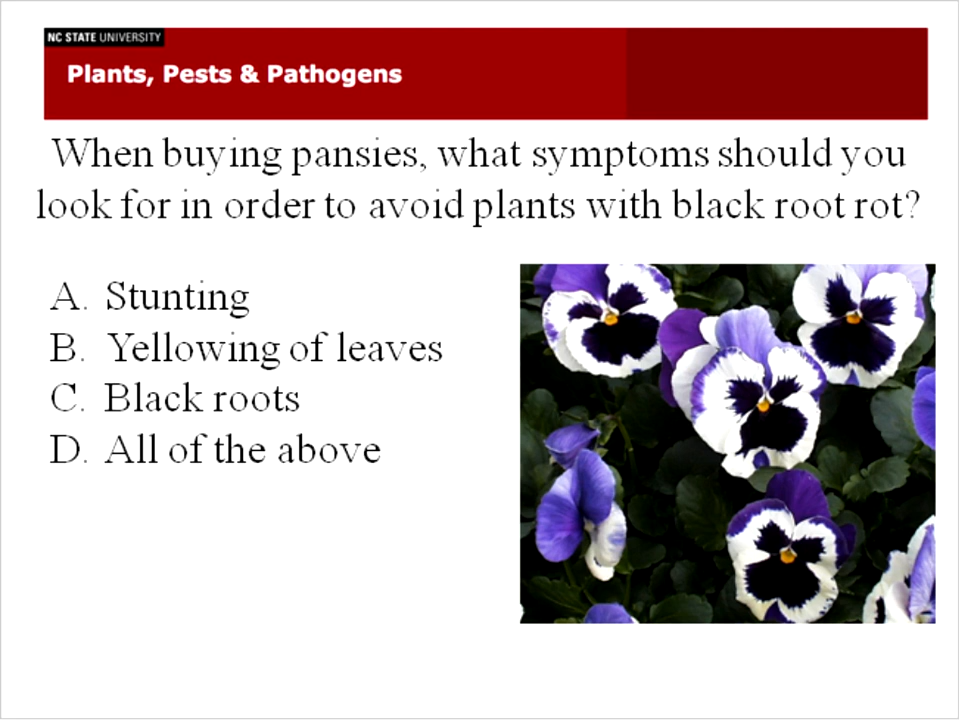 NC STATE UNIVERSITY
Plants, Pests & Pathogens
When buying pansies, what symptoms should you
look for in order to avoid plants with black root rot?
A. Stunting
B. Yellowing of leaves
C. Black roots
D. All of the above